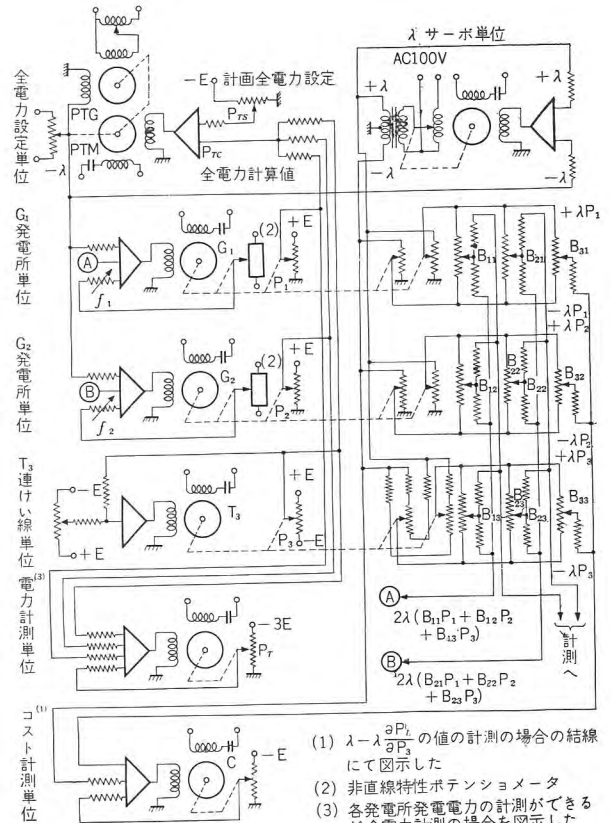 λ サーボ単位
AC100V
全電力設定単位
PTG
PTM
−λ
−E 計画全電力設定
P_TS
P_TC
全電力計算値
+λ
−λ
+λ
−λ
G₁発電所単位
A
f₁
G₁
(2)
+E
P₁
B₁₁
B₂₁
B₃₁
+λP₁
−λP₁
G₂発電所単位
B
f₂
G₂
(2)
+E
P₂
+λP₂
B₁₂
B₂₂
B₂₂
B₃₂
−λP₂
T₃連けい線単位
−E
+E
T₃
+E
P₃
−E
+λP₃
B₁₃
B₂₃
B₂₃
B₃₃
−λP₃
電力計測単位(3)
−3E
P_T
A
2λ(B₁₁P₁+B₁₂P₂
+B₁₃P₃)
B
2λ(B₂₁P₁+B₂₂P₂
+B₂₃P₃)
計測へ
コスト計測単位(1)
C
−E
(1) λ−λ∂P_L/∂P₃ の値の計測の場合の結線
にて図示した
(2) 非直線特性ポテンショメータ
(3) 各発電所発電電力の計測ができる
全電力計測の場合を図示した